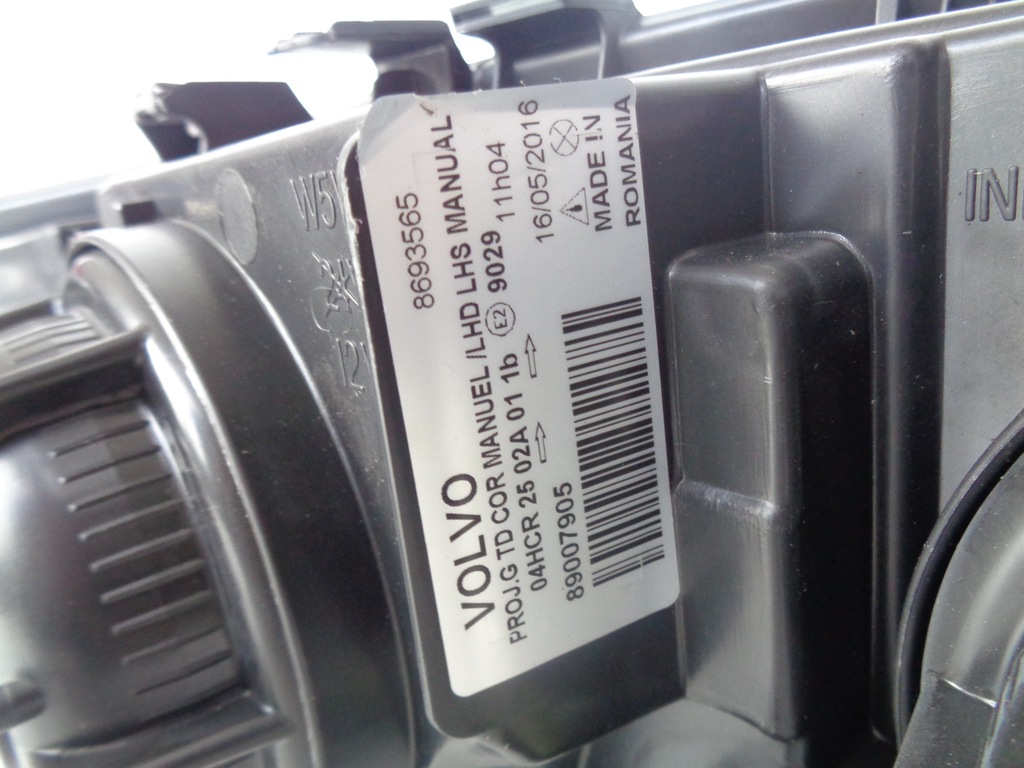 VOLVO 8693565
PROJ.G TD COR MANUEL /LHD LHS MANUAL
04HCR 25 02A 01 1b E2 9029 11h04
16/05/2016
89007905
MADE IN
ROMANIA
W5
12
IN